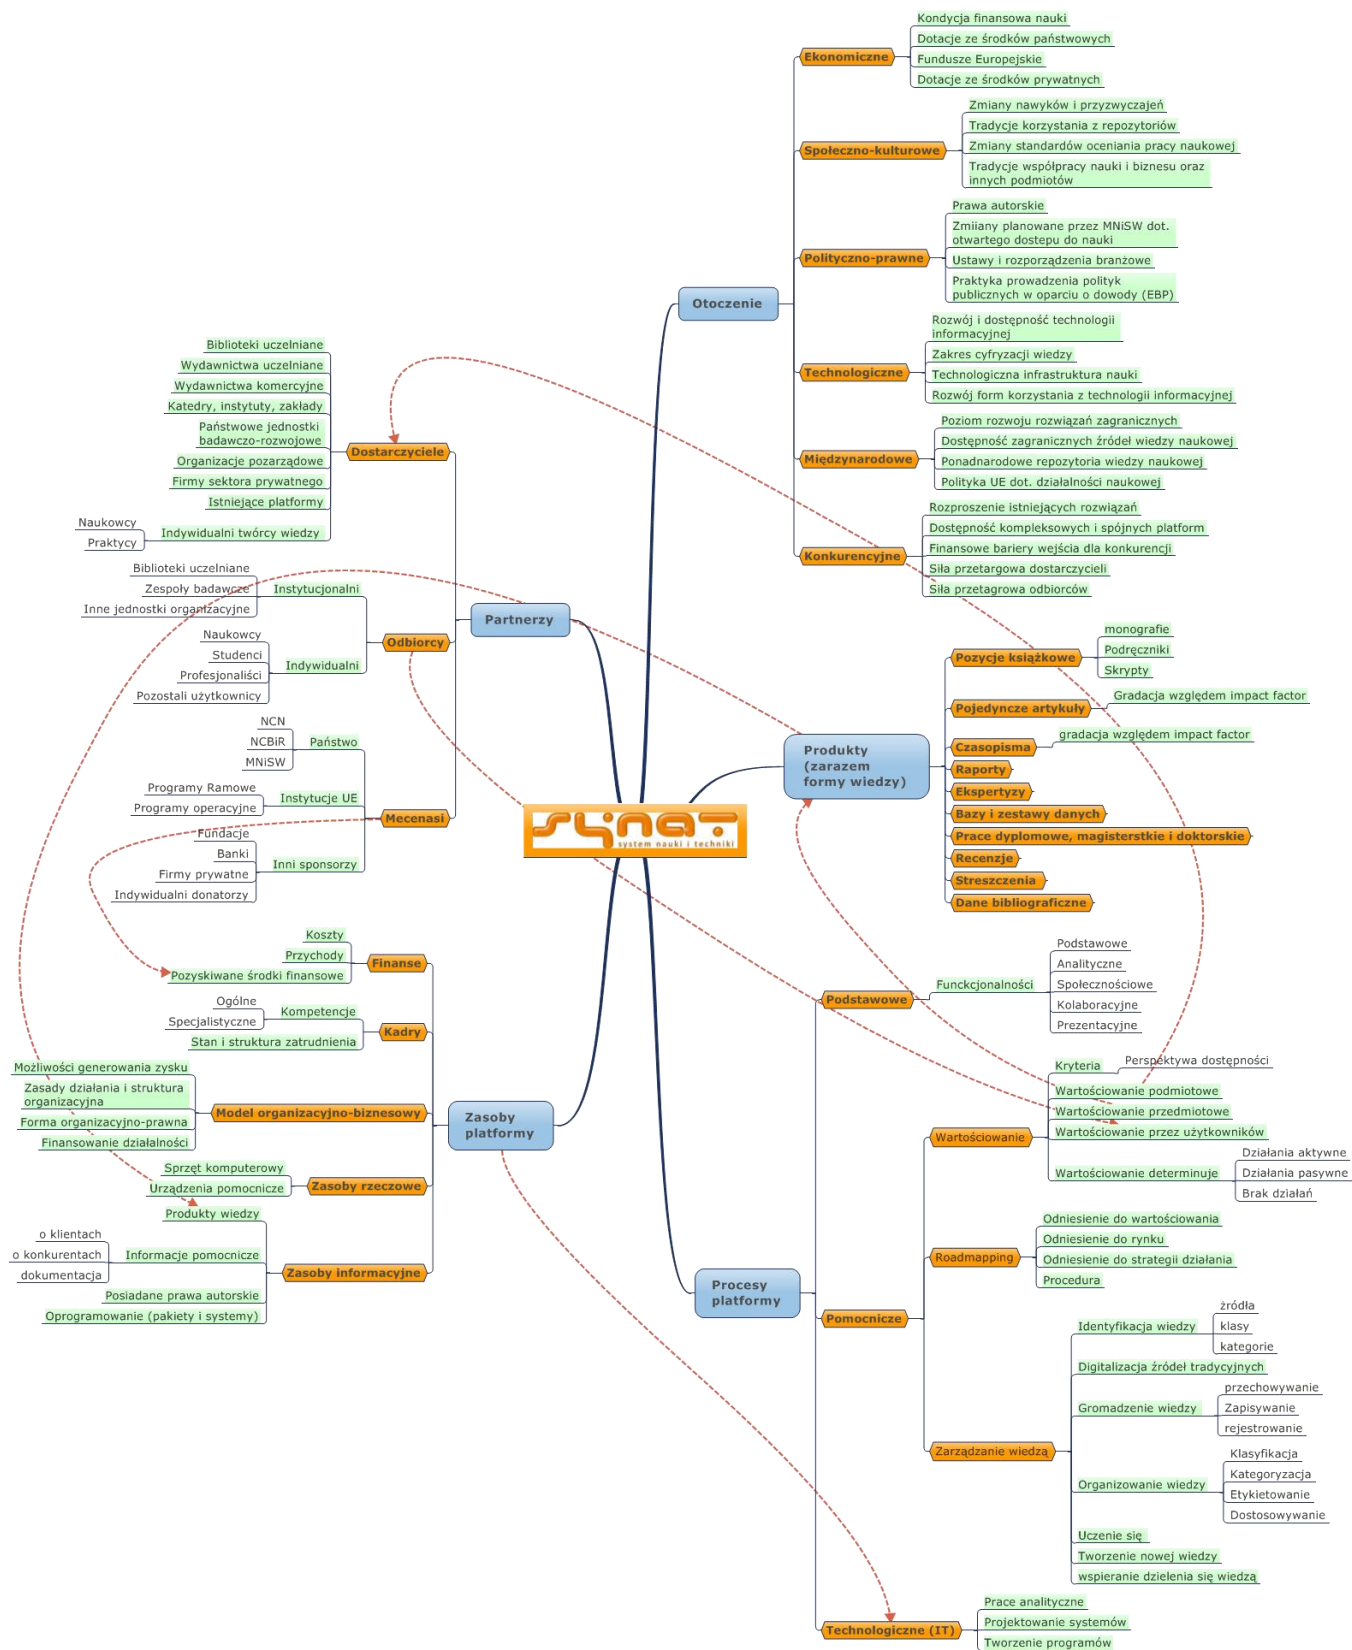 Kondycja finansowa nauki
Dotacje ze środków państwowych
Ekonomiczne
Fundusze Europejskie
Dotacje ze środków prywatnych
Zmiany nawyków i przyzwyczajeń
Tradycje korzystania z repozytoriów
Społeczno-kulturowe
Zmiany standardów oceniania pracy naukowej
Tradycje współpracy nauki i biznesu oraz
innych podmiotów
Prawa autorskie
Zmiiany planowane przez MNiSW dot.
otwartego dostepu do nauki
Polityczno-prawne
Ustawy i rozporządzenia branżowe
Praktyka prowadzenia polityk
publicznych w oparciu o dowody (EBP)
Otoczenie
Rozwój i dostępność technologii
informacyjnej
Zakres cyfryzacji wiedzy
Technologiczne
Technologiczna infrastruktura nauki
Rozwój form korzystania z technologii informacyjnej
Poziom rozwoju rozwiązań zagranicznych
Dostępność zagranicznych źródeł wiedzy naukowej
Międzynarodowe
Ponadnarodowe repozytoria wiedzy naukowej
Polityka UE dot. działalności naukowej
Rozproszenie istniejących rozwiązań
Dostępność kompleksowych i spójnych platform
Konkurencyjne
Finansowe bariery wejścia dla konkurencji
Siła przetargowa dostarczycieli
Siła przetagrowa odbiorców
Biblioteki uczelniane
Wydawnictwa uczelniane
Wydawnictwa komercyjne
Katedry, instytuty, zakłady
Państwowe jednostki
badawczo-rozwojowe
Dostarczyciele
Organizacje pozarządowe
Firmy sektora prywatnego
Istniejące platformy
Naukowcy
Praktycy
Indywidualni twórcy wiedzy
Biblioteki uczelniane
Zespoły badawcze
Inne jednostki organizacyjne
Instytucjonalni
Partnerzy
Odbiorcy
Naukowcy
Studenci
Profesjonaliści
Pozostali użytkownicy
Indywidualni
NCN
NCBiR
MNiSW
Państwo
Programy Ramowe
Programy operacyjne
Instytucje UE
Mecenasi
Fundacje
Banki
Firmy prywatne
Indywidualni donatorzy
Inni sponsorzy
monografie
Podręczniki
Skrypty
Pozycje książkowe
Pojedyncze artykuły
Gradacja względem impact factor
Czasopisma
gradacja względem impact factor
Produkty
(zarazem
formy wiedzy)
Raporty
Ekspertyzy
Bazy i zestawy danych
Prace dyplomowe, magisterstkie i doktorskie
Recenzje
Streszczenia
Dane bibliograficzne
synat
system nauki i techniki
Koszty
Przychody
Pozyskiwane środki finansowe
Finanse
Ogólne
Specjalistyczne
Kompetencje
Stan i struktura zatrudnienia
Kadry
Możliwości generowania zysku
Zasady działania i struktura
organizacyjna
Forma organizacyjno-prawna
Finansowanie działalności
Model organizacyjno-biznesowy
Zasoby
platformy
Sprzęt komputerowy
Urządzenia pomocnicze
Zasoby rzeczowe
Produkty wiedzy
o klientach
o konkurentach
dokumentacja
Informacje pomocnicze
Posiadane prawa autorskie
Oprogramowanie (pakiety i systemy)
Zasoby informacyjne
Podstawowe
Funckcjonalności
Podstawowe
Analityczne
Społecznościowe
Kolaboracyjne
Prezentacyjne
Kryteria
Perspektywa dostępności
Wartościowanie podmiotowe
Wartościowanie przedmiotowe
Wartościowanie
Wartościowanie przez użytkowników
Wartościowanie determinuje
Działania aktywne
Działania pasywne
Brak działań
Odniesienie do wartościowania
Odniesienie do rynku
Roadmapping
Odniesienie do strategii działania
Procedura
Procesy
platformy
Pomocnicze
Identyfikacja wiedzy
żródła
klasy
kategorie
Digitalizacja źródeł tradycyjnych
Gromadzenie wiedzy
przechowywanie
Zapisywanie
rejestrowanie
Zarządzanie wiedzą
Organizowanie wiedzy
Klasyfikacja
Kategoryzacja
Etykietowanie
Dostosowywanie
Uczenie się
Tworzenie nowej wiedzy
wspieranie dzielenia się wiedzą
Technologiczne (IT)
Prace analityczne
Projektowanie systemów
Tworzenie programów